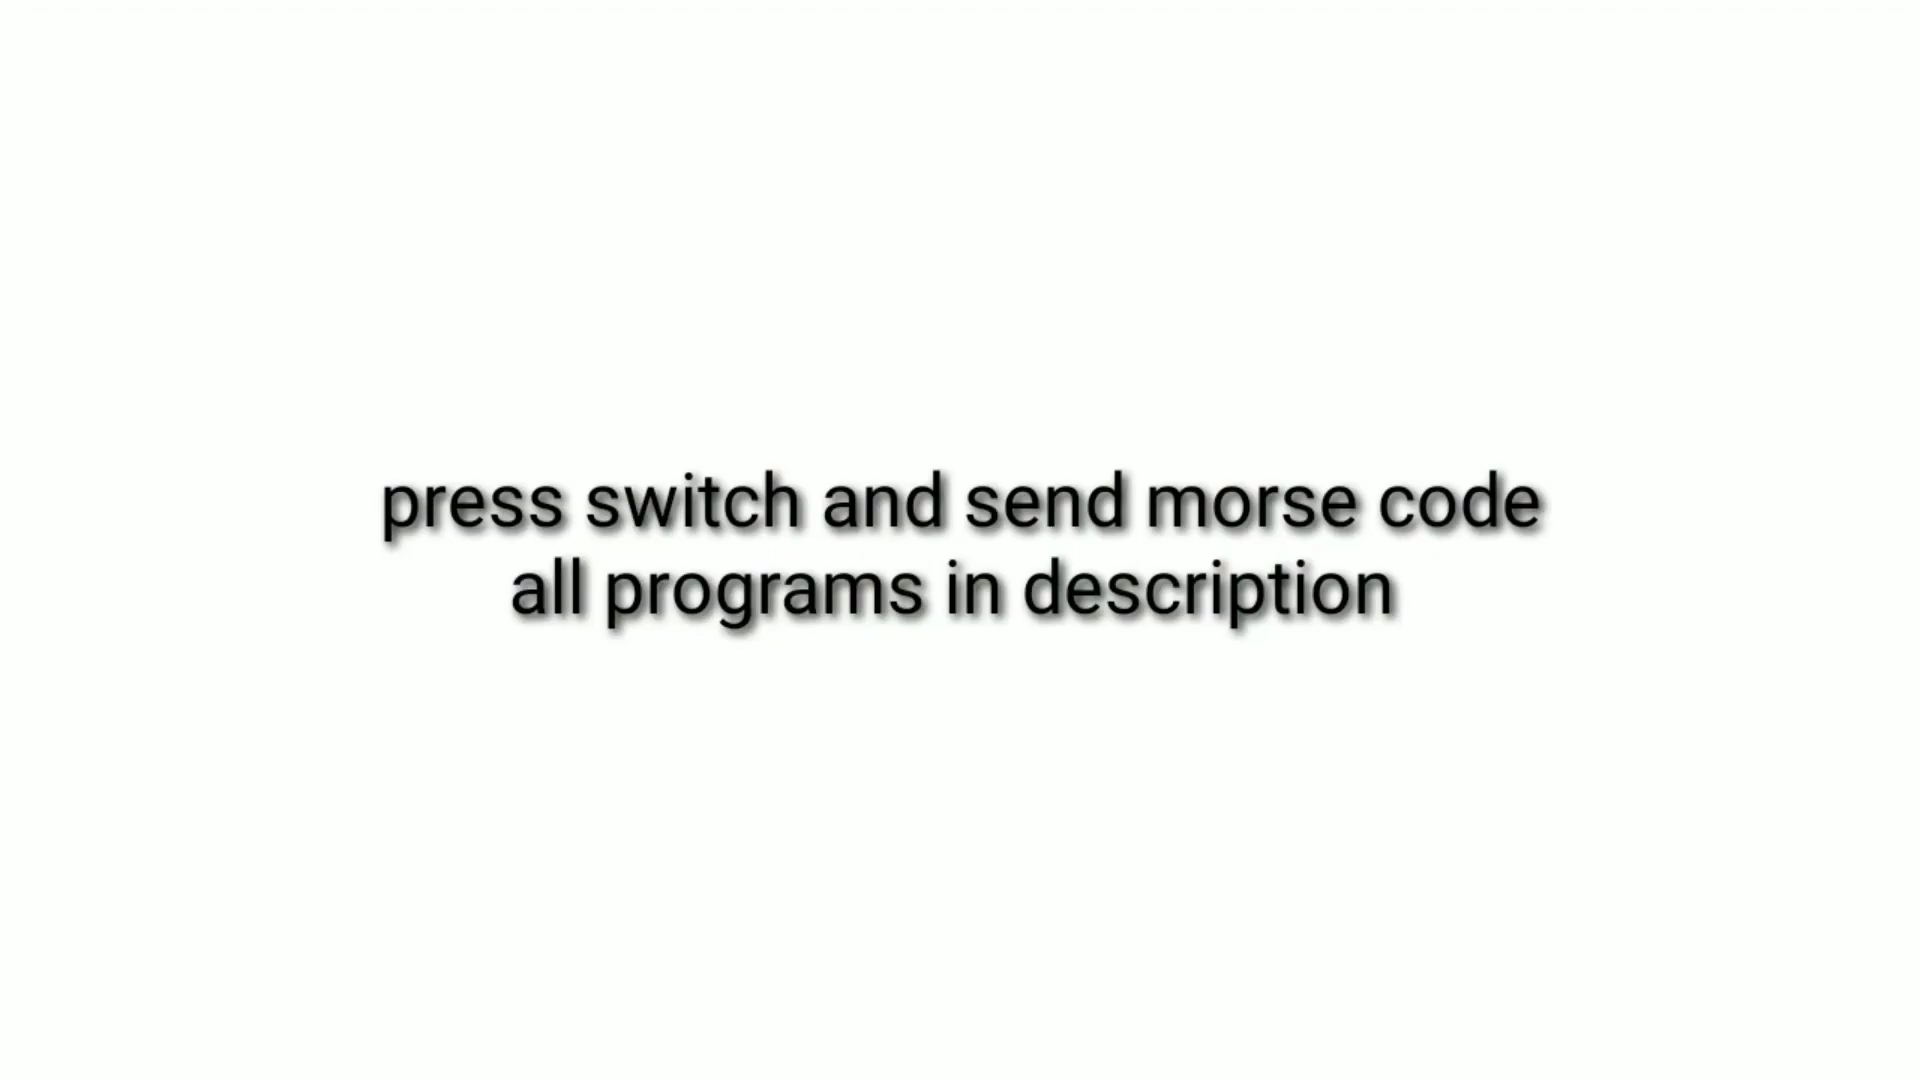 press switch and send morse code
all programs in description